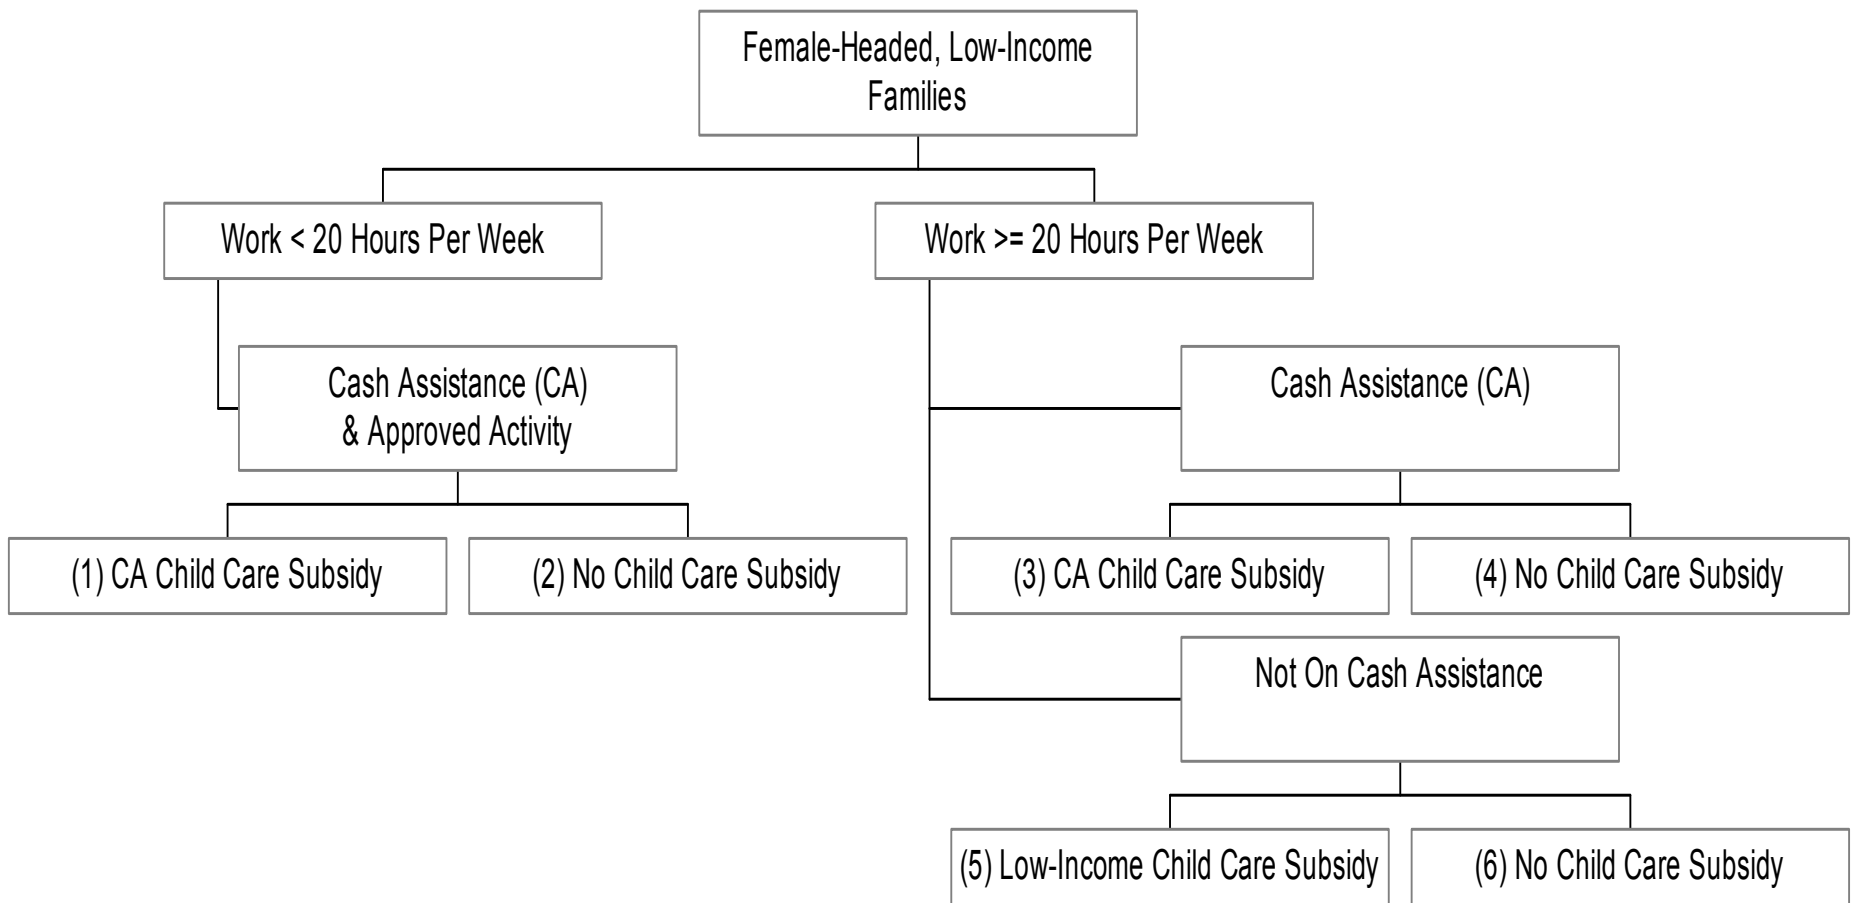 Female-Headed, Low-Income
Families
Work < 20 Hours Per Week
Work >= 20 Hours Per Week
Cash Assistance (CA)
& Approved Activity
Cash Assistance (CA)
(1) CA Child Care Subsidy
(2) No Child Care Subsidy
(3) CA Child Care Subsidy
(4) No Child Care Subsidy
Not On Cash Assistance
(5) Low-Income Child Care Subsidy
(6) No Child Care Subsidy